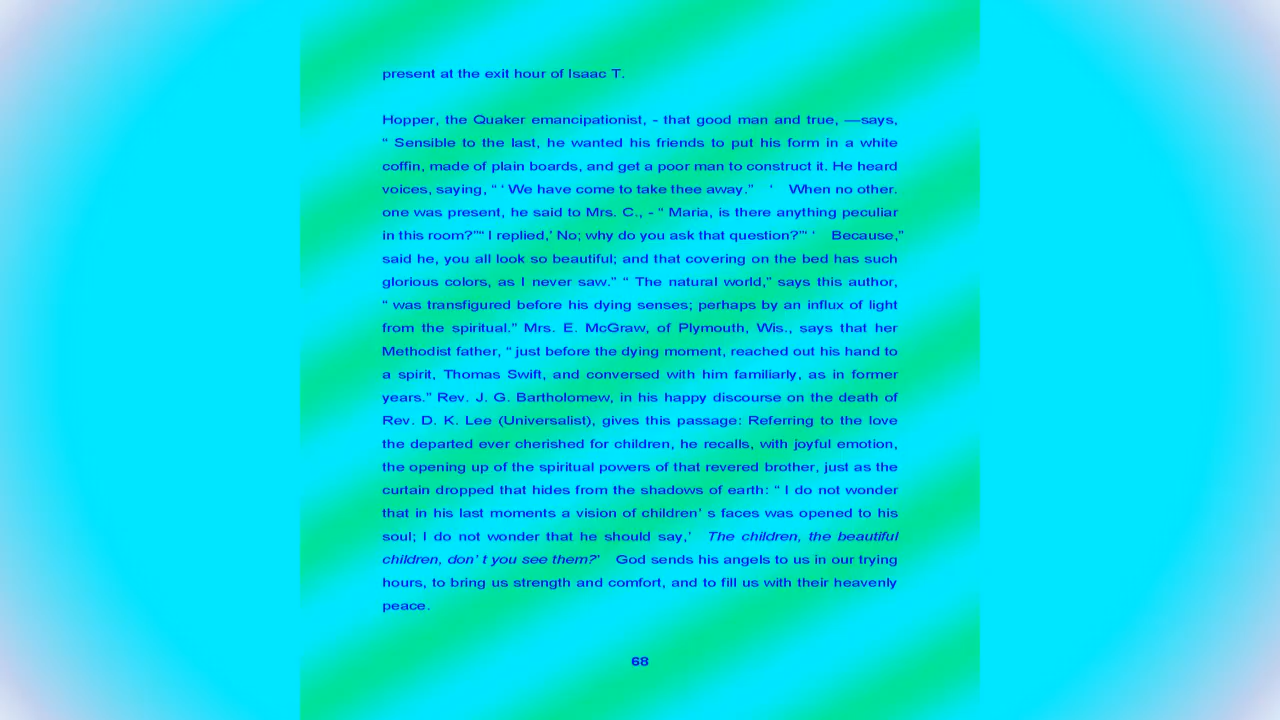 present at the exit hour of Isaac T.
Hopper, the Quaker emancipationist, - that good man and true, —says,
“ Sensible to the last, he wanted his friends to put his form in a white
coffin, made of plain boards, and get a poor man to construct it. He heard
voices, saying, “ ‘ We have come to take thee away.” ‘ When no other.
one was present, he said to Mrs. C., - “ Maria, is there anything peculiar
in this room?”“ I replied,’ No; why do you ask that question?”‘ ‘ Because,”
said he, you all look so beautiful; and that covering on the bed has such
glorious colors, as I never saw.” “ The natural world,” says this author,
“ was transfigured before his dying senses; perhaps by an influx of light
from the spiritual.” Mrs. E. McGraw, of Plymouth, Wis., says that her
Methodist father, “ just before the dying moment, reached out his hand to
a spirit, Thomas Swift, and conversed with him familiarly, as in former
years.” Rev. J. G. Bartholomew, in his happy discourse on the death of
Rev. D. K. Lee (Universalist), gives this passage: Referring to the love
the departed ever cherished for children, he recalls, with joyful emotion,
the opening up of the spiritual powers of that revered brother, just as the
curtain dropped that hides from the shadows of earth: “ I do not wonder
that in his last moments a vision of children’ s faces was opened to his
soul; I do not wonder that he should say,’ The children, the beautiful
children, don’ t you see them?’ God sends his angels to us in our trying
hours, to bring us strength and comfort, and to fill us with their heavenly
peace.
68